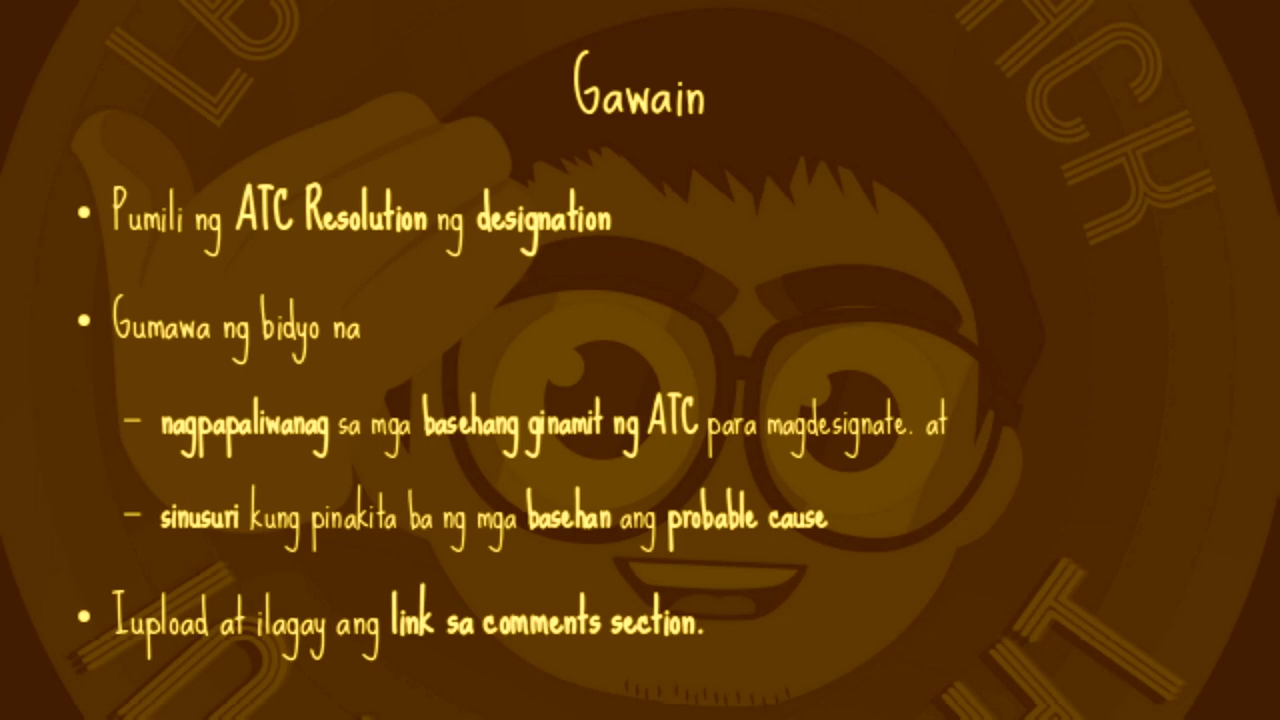 Gawain
• Pumili ng ATC Resolution ng designation
• Gumawa ng bidyo na
– nagpapaliwanag sa mga basehang ginamit ng ATC para magdesignate. at
– sinusuri kung pinakita ba ng mga basehan ang probable cause
• Iupload at ilagay ang link sa comments section.